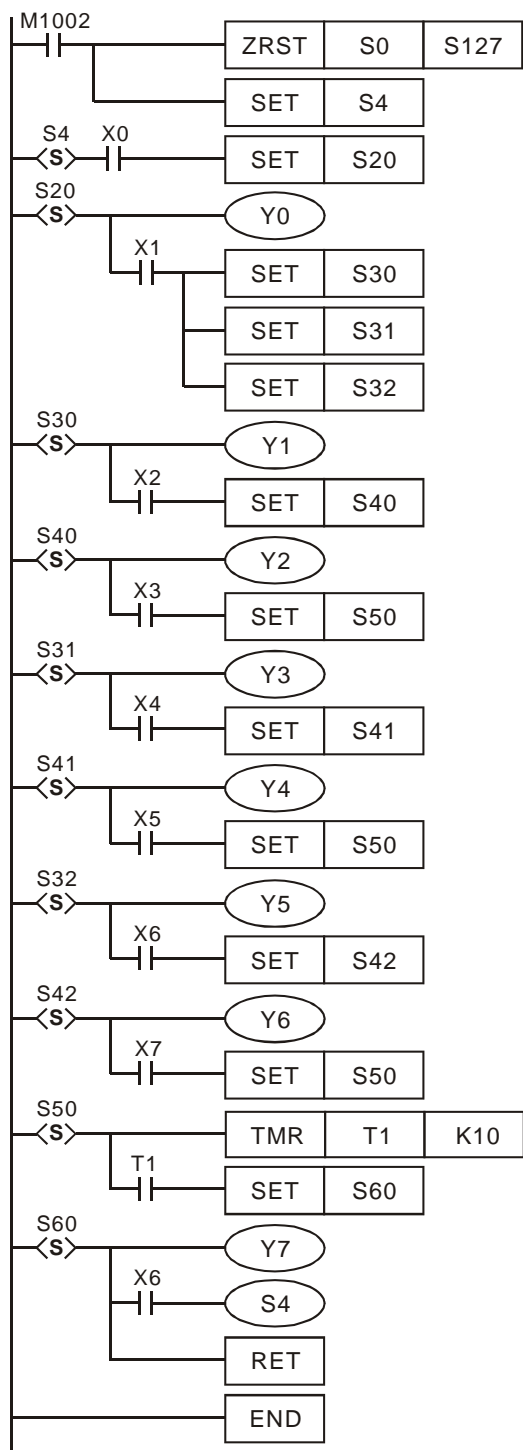 M1002
ZRST S0 S127
SET S4
S4 X0
S SET S20
S20
S Y0
X1
SET S30
SET S31
SET S32
S30
S Y1
X2
SET S40
S40
S Y2
X3
SET S50
S31
S Y3
X4
SET S41
S41
S Y4
X5
SET S50
S32
S Y5
X6
SET S42
S42
S Y6
X7
SET S50
S50
S TMR T1 K10
T1
SET S60
S60
S Y7
X6
S4
RET
END